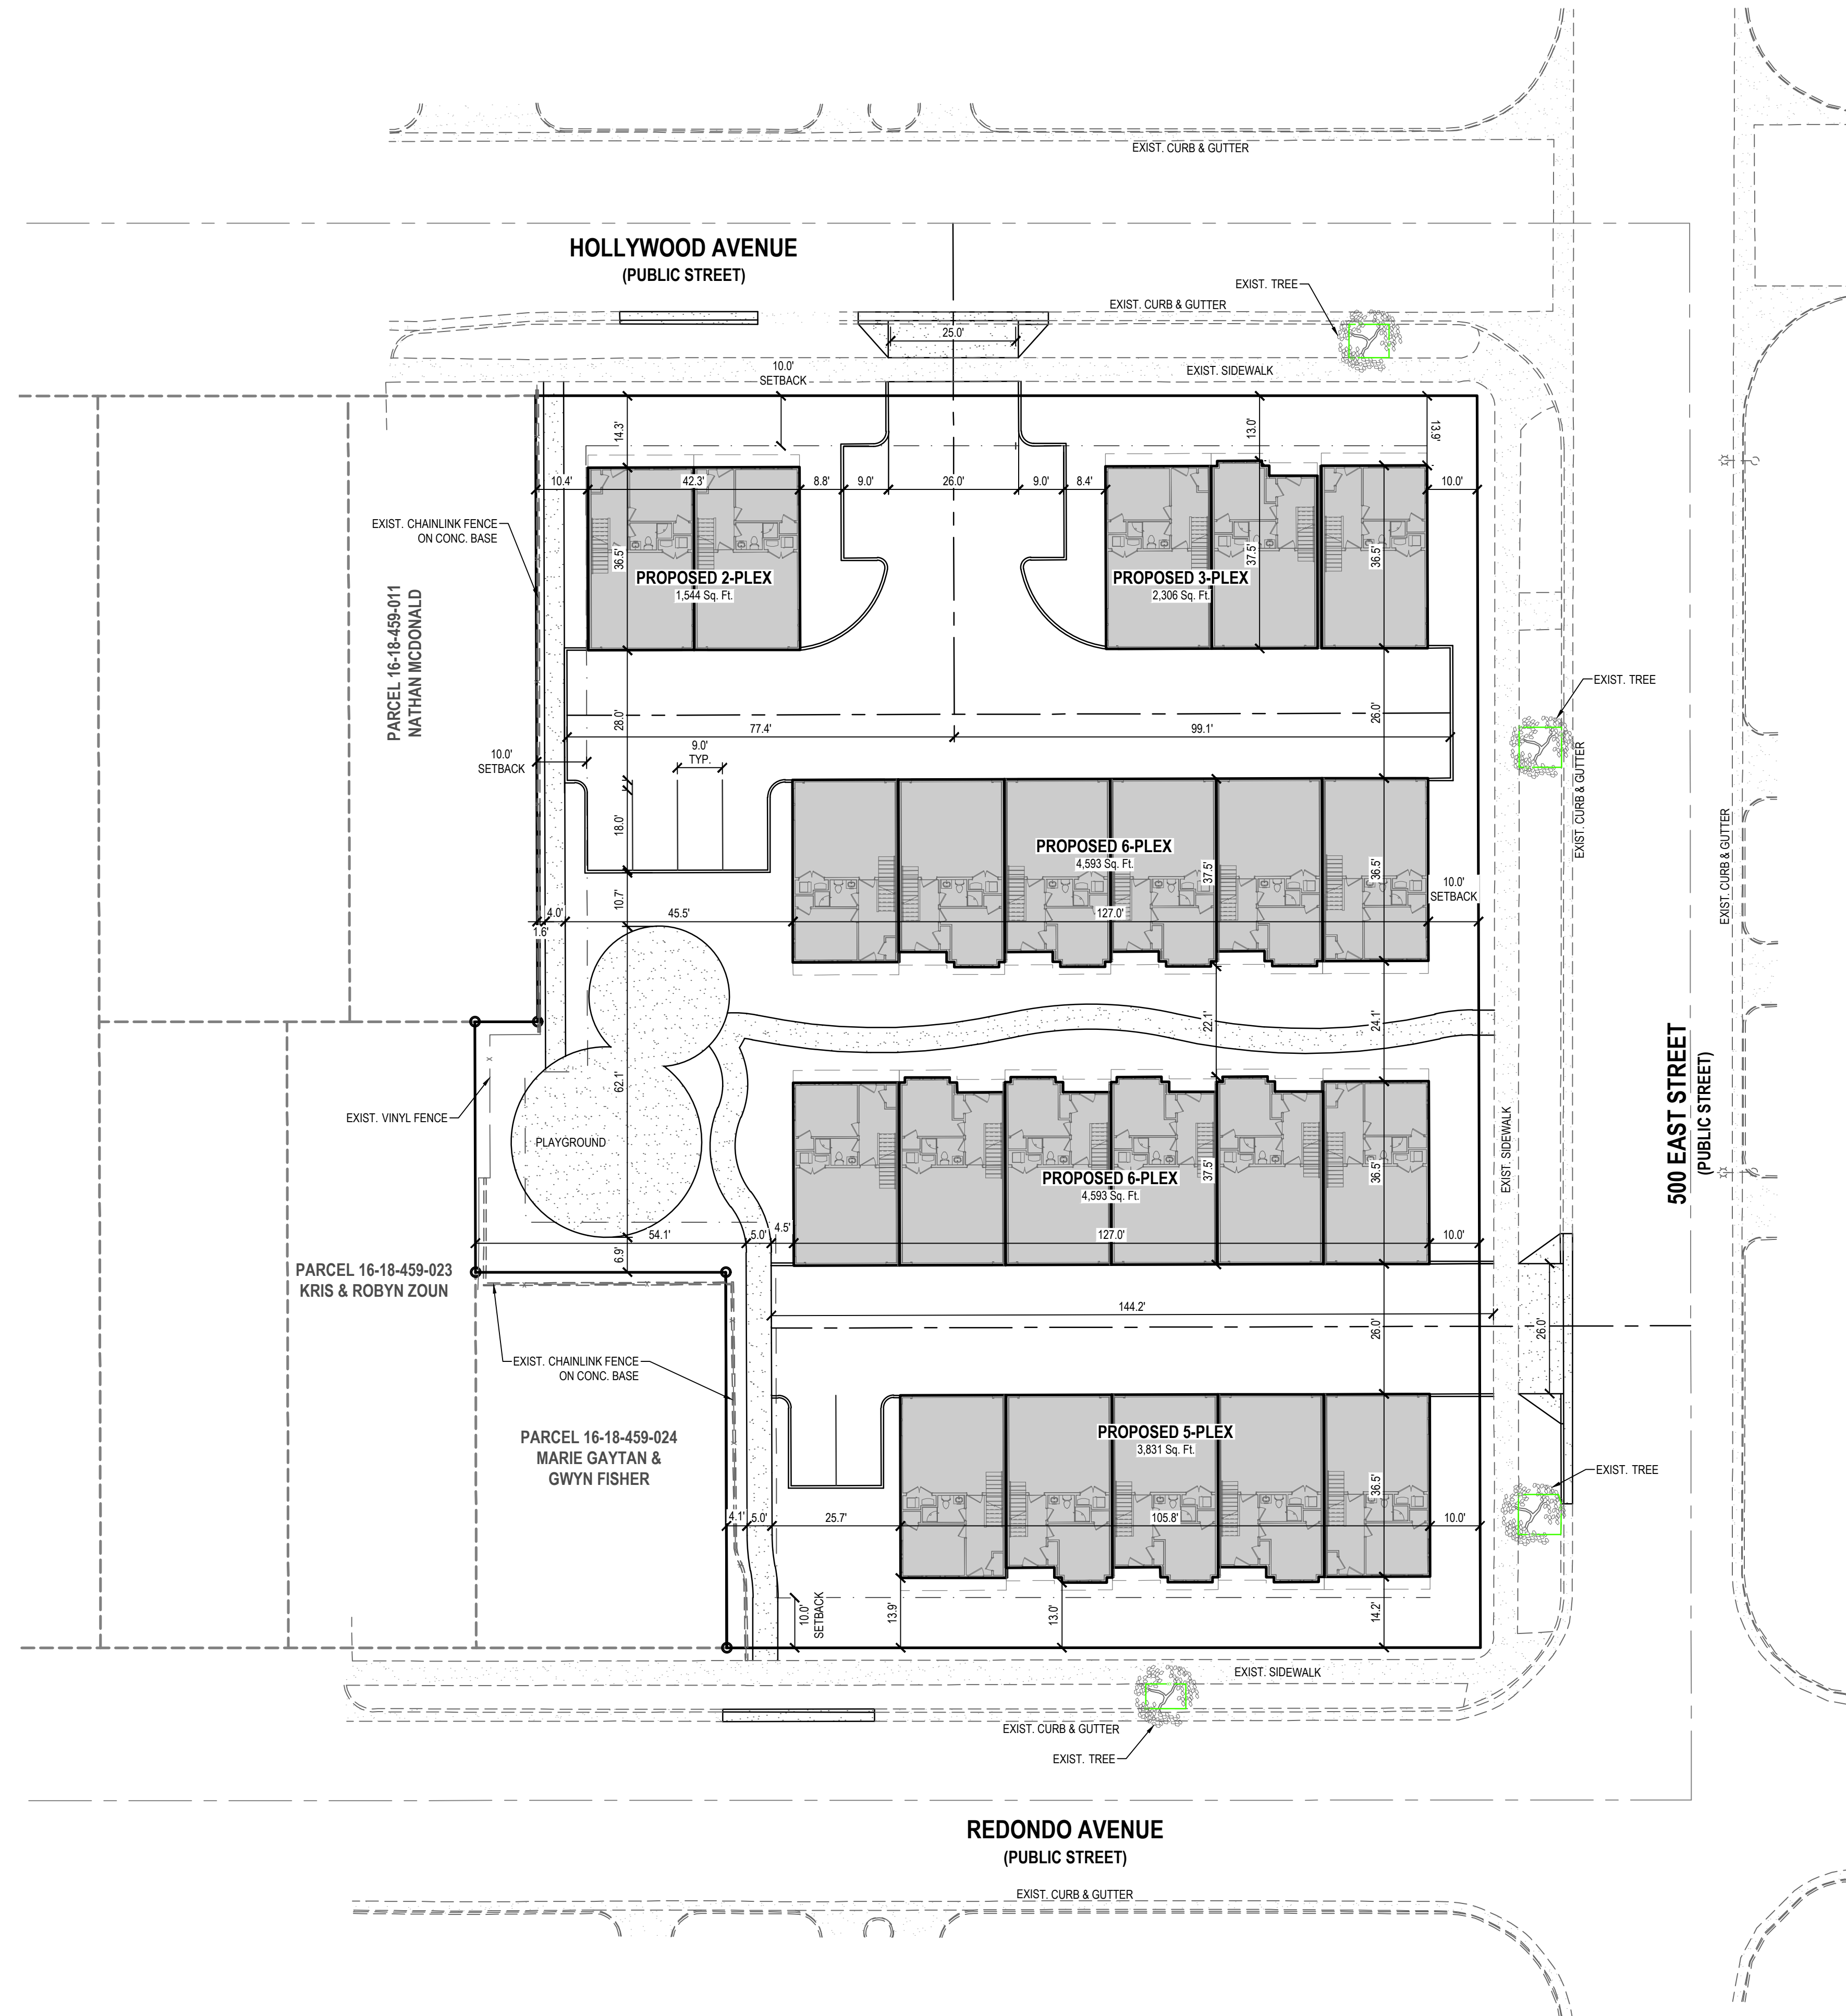 EXIST. CURB & GUTTER
HOLLYWOOD AVENUE
(PUBLIC STREET)
EXIST. TREE
EXIST. CURB & GUTTER
25.0'
10.0'
SETBACK
EXIST. SIDEWALK
14.3'
13.0'
13.9'
10.4'
42.3'
8.8'
9.0'
26.0'
9.0'
8.4'
10.0'
EXIST. CHAINLINK FENCE
ON CONC. BASE
36.5'
37.5'
36.5'
PROPOSED 2-PLEX
1,544 Sq. Ft.
PROPOSED 3-PLEX
2,306 Sq. Ft.
PARCEL 16-18-459-011
NATHAN MCDONALD
EXIST. TREE
28.0'
26.0'
77.4'
99.1'
10.0'
SETBACK
9.0'
TYP.
EXIST. CURB & GUTTER
EXIST. CURB & GUTTER
18.0'
PROPOSED 6-PLEX
4,593 Sq. Ft.
37.5'
36.5'
10.0'
SETBACK
10.7'
4.0'
45.5'
127.0'
1.6'
22.1'
24.1'
62.1'
EXIST. VINYL FENCE
PLAYGROUND
500 EAST STREET
(PUBLIC STREET)
EXIST. SIDEWALK
PROPOSED 6-PLEX
4,593 Sq. Ft.
37.5'
36.5'
54.1'
5.0'
4.5'
127.0'
10.0'
6.9'
PARCEL 16-18-459-023
KRIS & ROBYN ZOUN
144.2'
26.0'
26.0'
EXIST. CHAINLINK FENCE
ON CONC. BASE
PARCEL 16-18-459-024
MARIE GAYTAN &
GWYN FISHER
PROPOSED 5-PLEX
3,831 Sq. Ft.
EXIST. TREE
36.5'
4.1'
5.0'
25.7'
105.8'
10.0'
10.0'
SETBACK
13.9'
13.0'
14.2'
EXIST. SIDEWALK
EXIST. CURB & GUTTER
EXIST. TREE
REDONDO AVENUE
(PUBLIC STREET)
EXIST. CURB & GUTTER